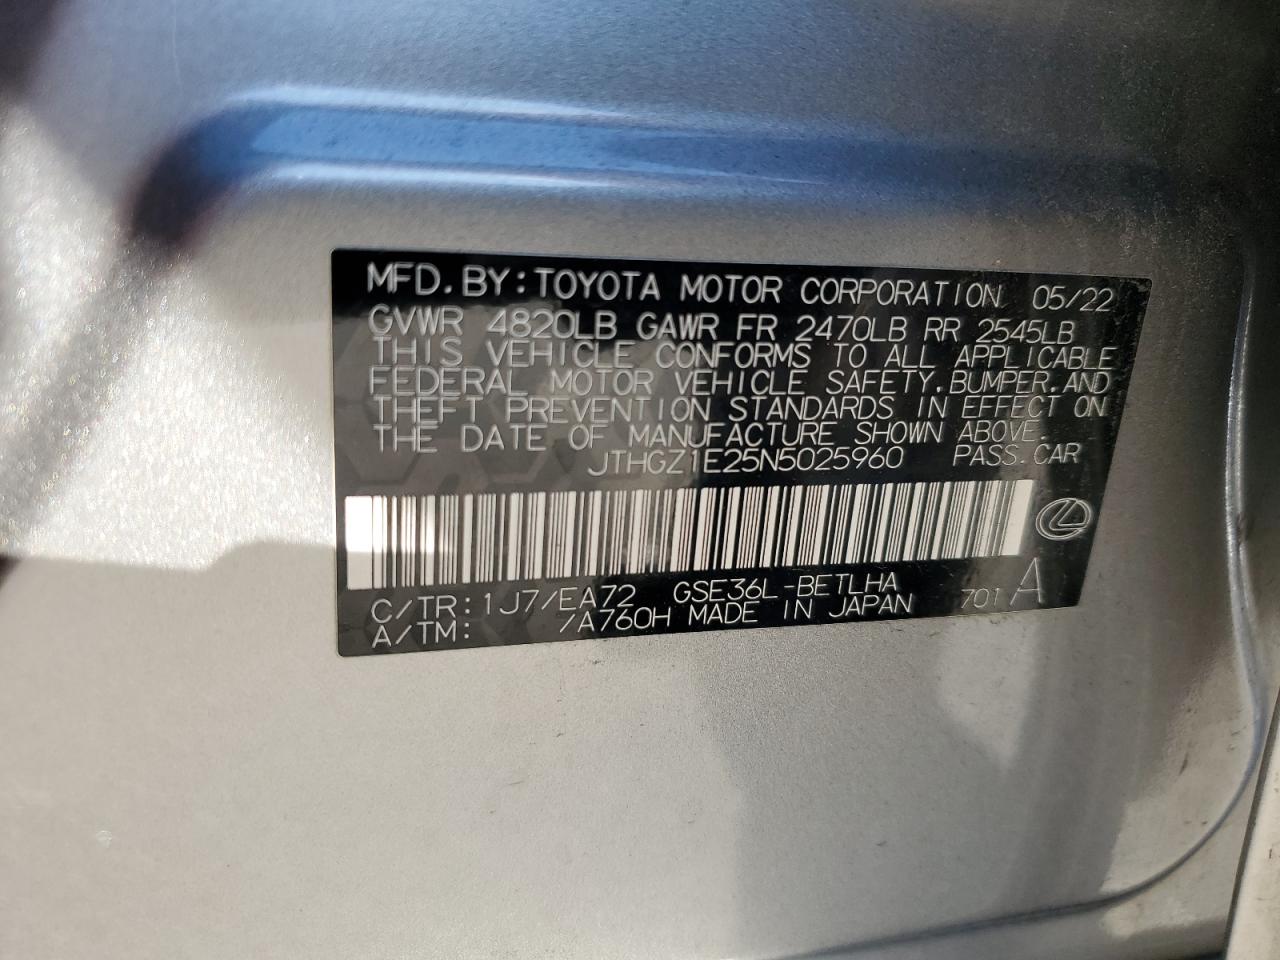 MFD. BY: TOYOTA MOTOR CORPORATION 05/22
GVWR 4820LB GAWR FR 2470LB RR 2545LB
THIS VEHICLE CONFORMS TO ALL APPLICABLE
FEDERAL MOTOR VEHICLE SAFETY, BUMPER, AND
THEFT PREVENTION STANDARDS IN EFFECT ON
THE DATE OF MANUFACTURE SHOWN ABOVE.
JTHGZ1E25N5025960 PASS. CAR
C/TR: 1J7/EA72 GSE36L-BETLHA
A/TM: /A760H MADE IN JAPAN 701 A